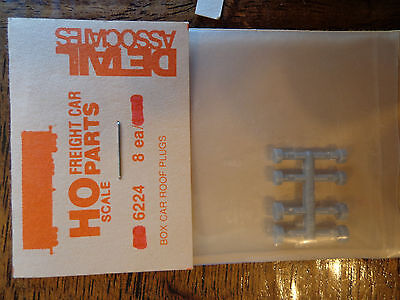 DETAIL
ASSOCIATES
FREIGHT CAR
HO PARTS
SCALE
6224 8 ea/
BOX CAR ROOF PLUGS